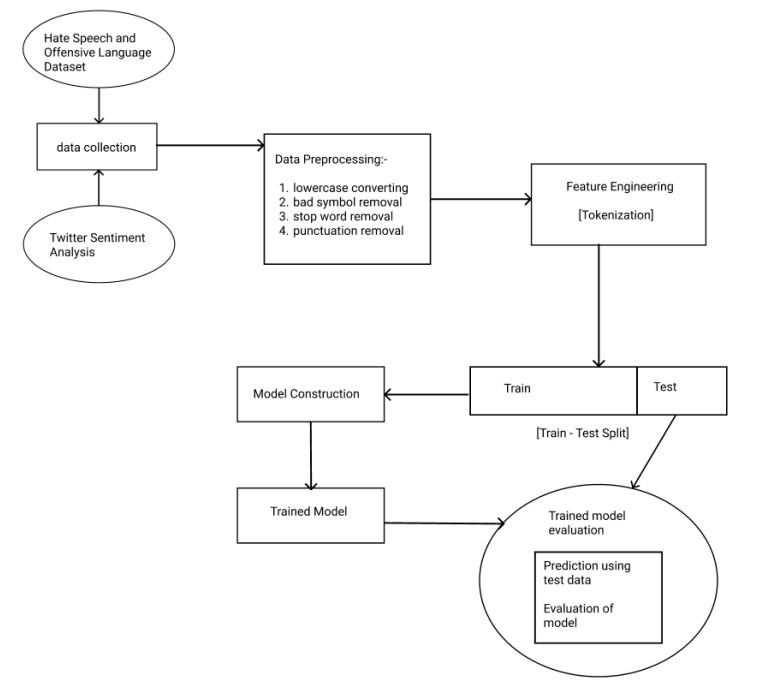 Hate Speech and
Offensive Language
Dataset
data collection
Twitter Sentiment
Analysis
Data Preprocessing:-
1. lowercase converting
2. bad symbol removal
3. stop word removal
4. punctuation removal
Feature Engineering
[Tokenization]
Train
Test
[Train - Test Split]
Model Construction
Trained Model
Trained model
evaluation
Prediction using
test data
Evaluation of
model